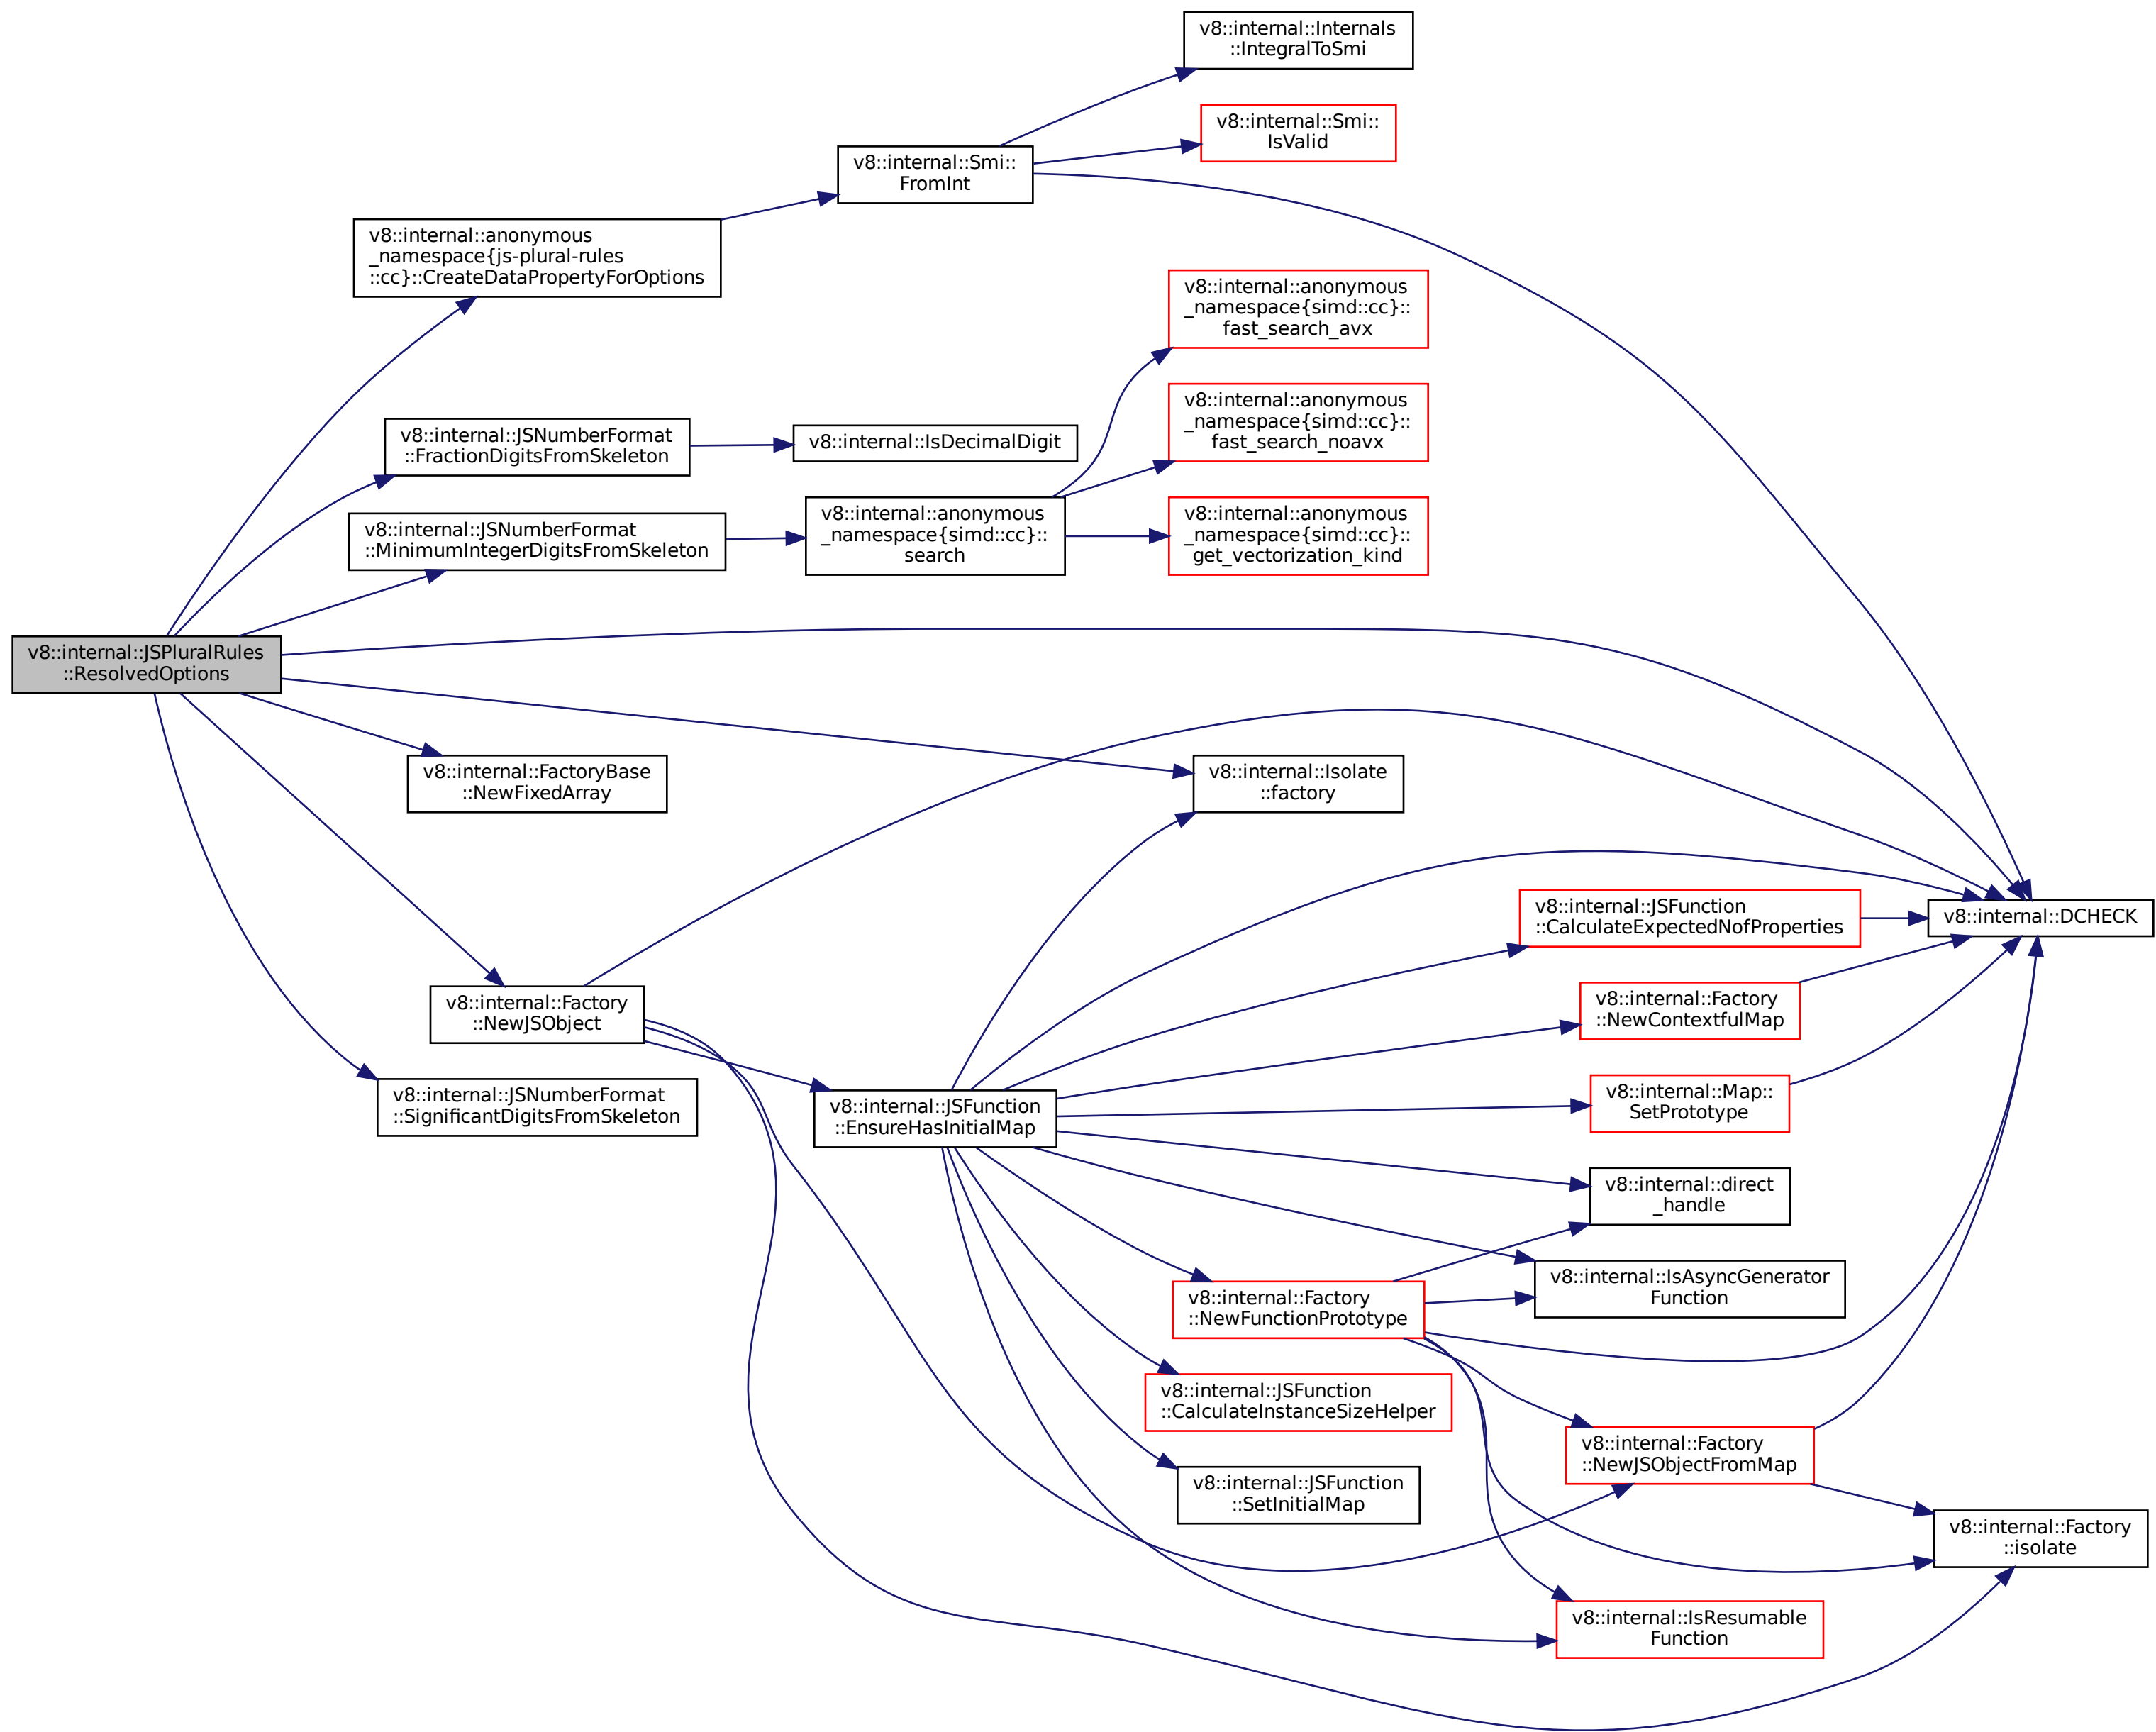 v8::internal::Internals
::IntegralToSmi
v8::internal::Smi::
IsValid
v8::internal::Smi::
FromInt
v8::internal::anonymous
_namespace{js-plural-rules
::cc}::CreateDataPropertyForOptions
v8::internal::anonymous
_namespace{simd::cc}::
fast_search_avx
v8::internal::anonymous
_namespace{simd::cc}::
fast_search_noavx
v8::internal::JSNumberFormat
::FractionDigitsFromSkeleton
v8::internal::IsDecimalDigit
v8::internal::JSNumberFormat
::MinimumIntegerDigitsFromSkeleton
v8::internal::anonymous
_namespace{simd::cc}::
search
v8::internal::anonymous
_namespace{simd::cc}::
get_vectorization_kind
v8::internal::JSPluralRules
::ResolvedOptions
v8::internal::FactoryBase
::NewFixedArray
v8::internal::Isolate
::factory
v8::internal::JSFunction
::CalculateExpectedNofProperties
v8::internal::DCHECK
v8::internal::Factory
::NewJSObject
v8::internal::Factory
::NewContextfulMap
v8::internal::JSNumberFormat
::SignificantDigitsFromSkeleton
v8::internal::JSFunction
::EnsureHasInitialMap
v8::internal::Map::
SetPrototype
v8::internal::direct
_handle
v8::internal::IsAsyncGenerator
Function
v8::internal::Factory
::NewFunctionPrototype
v8::internal::JSFunction
::CalculateInstanceSizeHelper
v8::internal::Factory
::NewJSObjectFromMap
v8::internal::JSFunction
::SetInitialMap
v8::internal::Factory
::isolate
v8::internal::IsResumable
Function